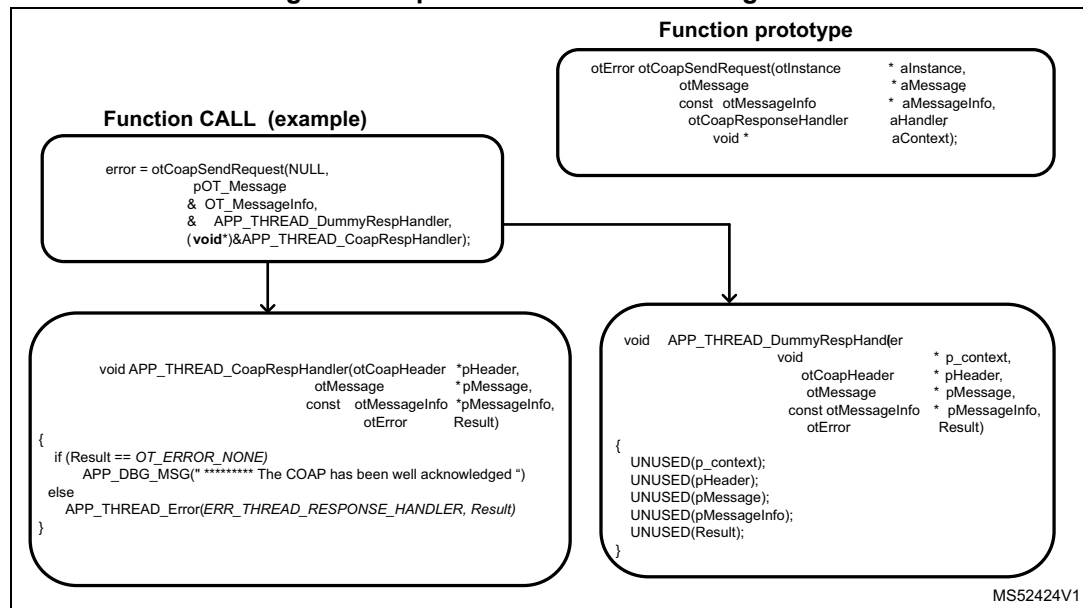 Function prototype
otError otCoapSendRequest(otInstance * aInstance,
otMessage * aMessage,
const otMessageInfo * aMessageInfo,
otCoapResponseHandler aHandler,
void * aContext);
Function CALL (example)
error = otCoapSendRequest(NULL,
pOT_Message,
& OT_MessageInfo,
& APP_THREAD_DummyRespHandler,
(void*)&APP_THREAD_CoapRespHandler);
void APP_THREAD_CoapRespHandler(otCoapHeader *pHeader,
otMessage *pMessage,
const otMessageInfo *pMessageInfo,
otError Result)
{
if (Result == OT_ERROR_NONE)
APP_DBG_MSG(" ********* The COAP has been well acknowledged “)
else
APP_THREAD_Error(ERR_THREAD_RESPONSE_HANDLER, Result)
}
void APP_THREAD_DummyRespHandler(
void * p_context,
otCoapHeader * pHeader,
otMessage * pMessage,
const otMessageInfo * pMessageInfo,
otError Result)
{
UNUSED(p_context);
UNUSED(pHeader);
UNUSED(pMessage);
UNUSED(pMessageInfo);
UNUSED(Result);
}
MS52424V1